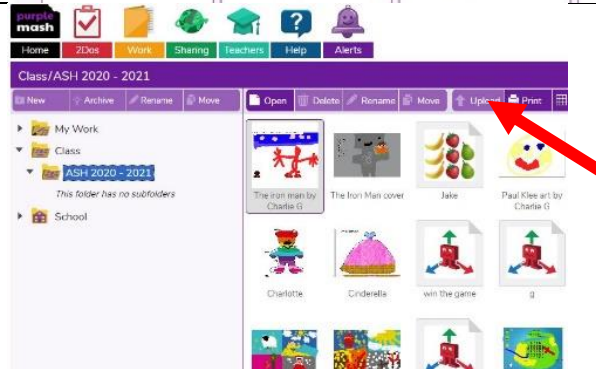 purple
mash
Home 2Dos Work Sharing Teachers Help Alerts
Class/ASH 2020 - 2021
New Archive Rename Move Open Delete Rename Move Upload Print
My Work
Class
ASH 2020 - 2021
This folder has no subfolders
School
The iron man by
Charlie G
The Iron Man cover
Jake
Paul Klee art by
Charlie G
Charlotte
Cinderella
win the game
g